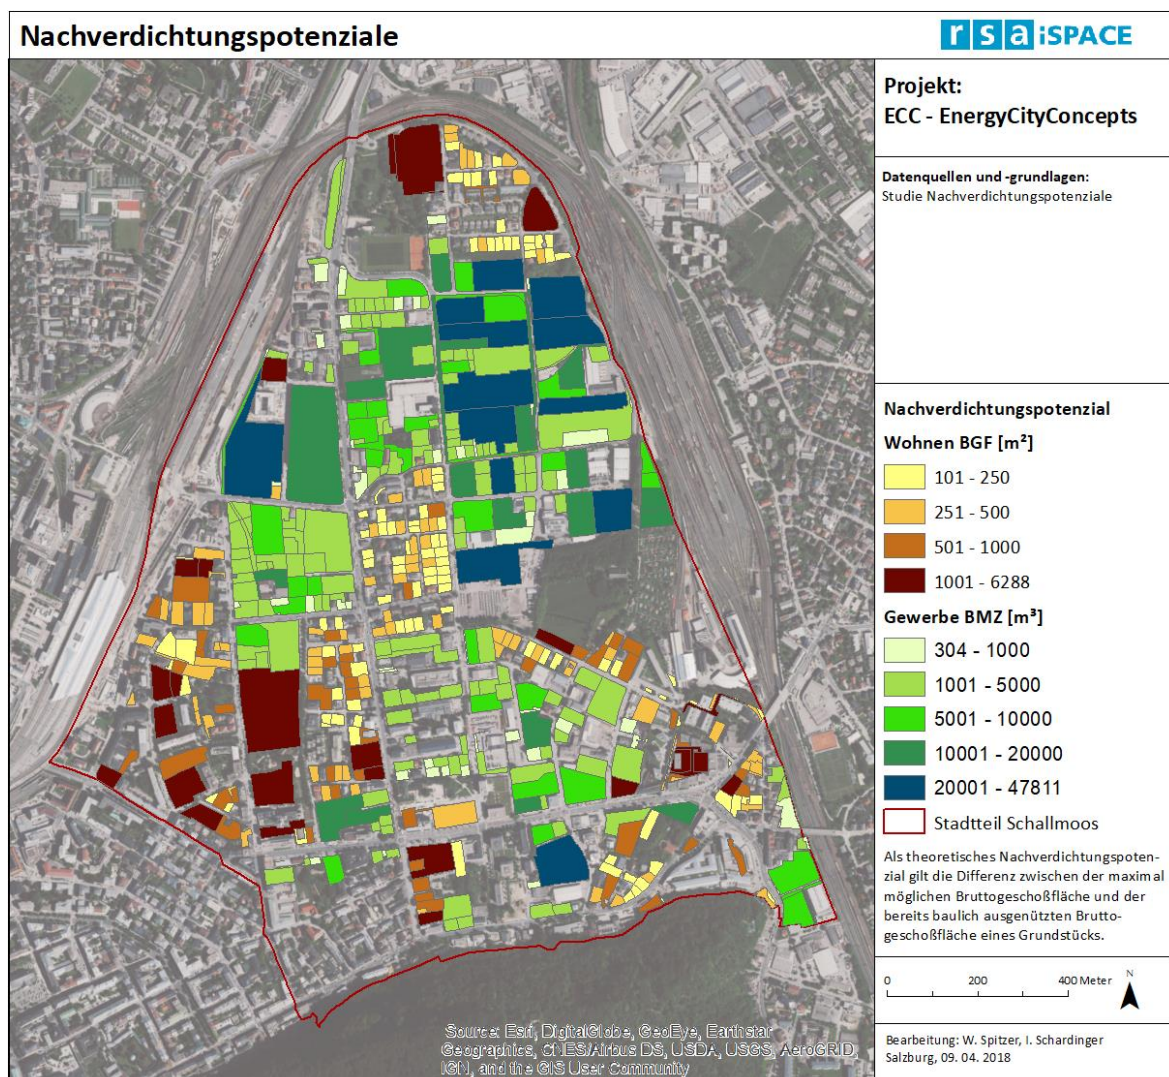 Nachverdichtungspotenziale
rsa iSPACE
Projekt:
ECC - EnergyCityConcepts
Datenquellen und -grundlagen:
Studie Nachverdichtungspotenziale
Nachverdichtungspotenzial
Wohnen BGF [m²]
101 - 250
251 - 500
501 - 1000
1001 - 6288
Gewerbe BMZ [m³]
304 - 1000
1001 - 5000
5001 - 10000
10001 - 20000
20001 - 47811
Stadtteil Schallmoos
Als theoretisches Nachverdichtungspoten-
zial gilt die Differenz zwischen der maximal
möglichen Bruttogeschoßfläche und der
bereits baulich ausgenützten Brutto-
geschoßfläche eines Grundstücks.
0 200 400 Meter N
Bearbeitung: W. Spitzer, I. Schardinger
Salzburg, 09. 04. 2018
Source: Esri, DigitalGlobe, GeoEye, Earthstar
Geographics, CNES/Airbus DS, USDA, USGS, AeroGRID,
IGN, and the GIS User Community